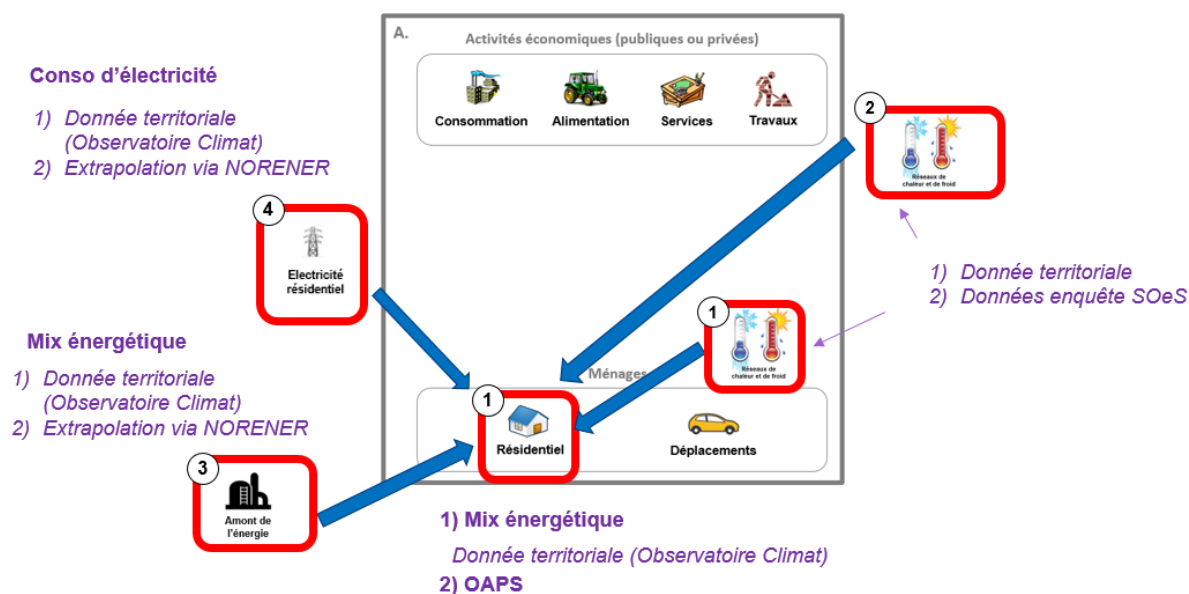 A.
Activités économiques (publiques ou privées)
Consommation
Alimentation
Services
Travaux
Conso d’électricité
1) Donnée territoriale
(Observatoire Climat)
2) Extrapolation via NORENER
2
Réseaux de
chaleur et de froid
4
Electricité
résidentiel
1) Donnée territoriale
2) Données enquête SOeS
1
Réseaux de
chaleur et de froid
Mix énergétique
1) Donnée territoriale
(Observatoire Climat)
2) Extrapolation via NORENER
Ménages
1
Résidentiel
Déplacements
3
Amont de
l'énergie
1) Mix énergétique
Donnée territoriale (Observatoire Climat)
2) OAPS